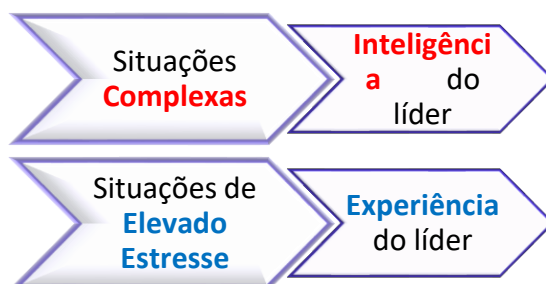 Situações
Complexas
Inteligênci
a do
líder
Situações de
Elevado
Estresse
Experiência
do líder